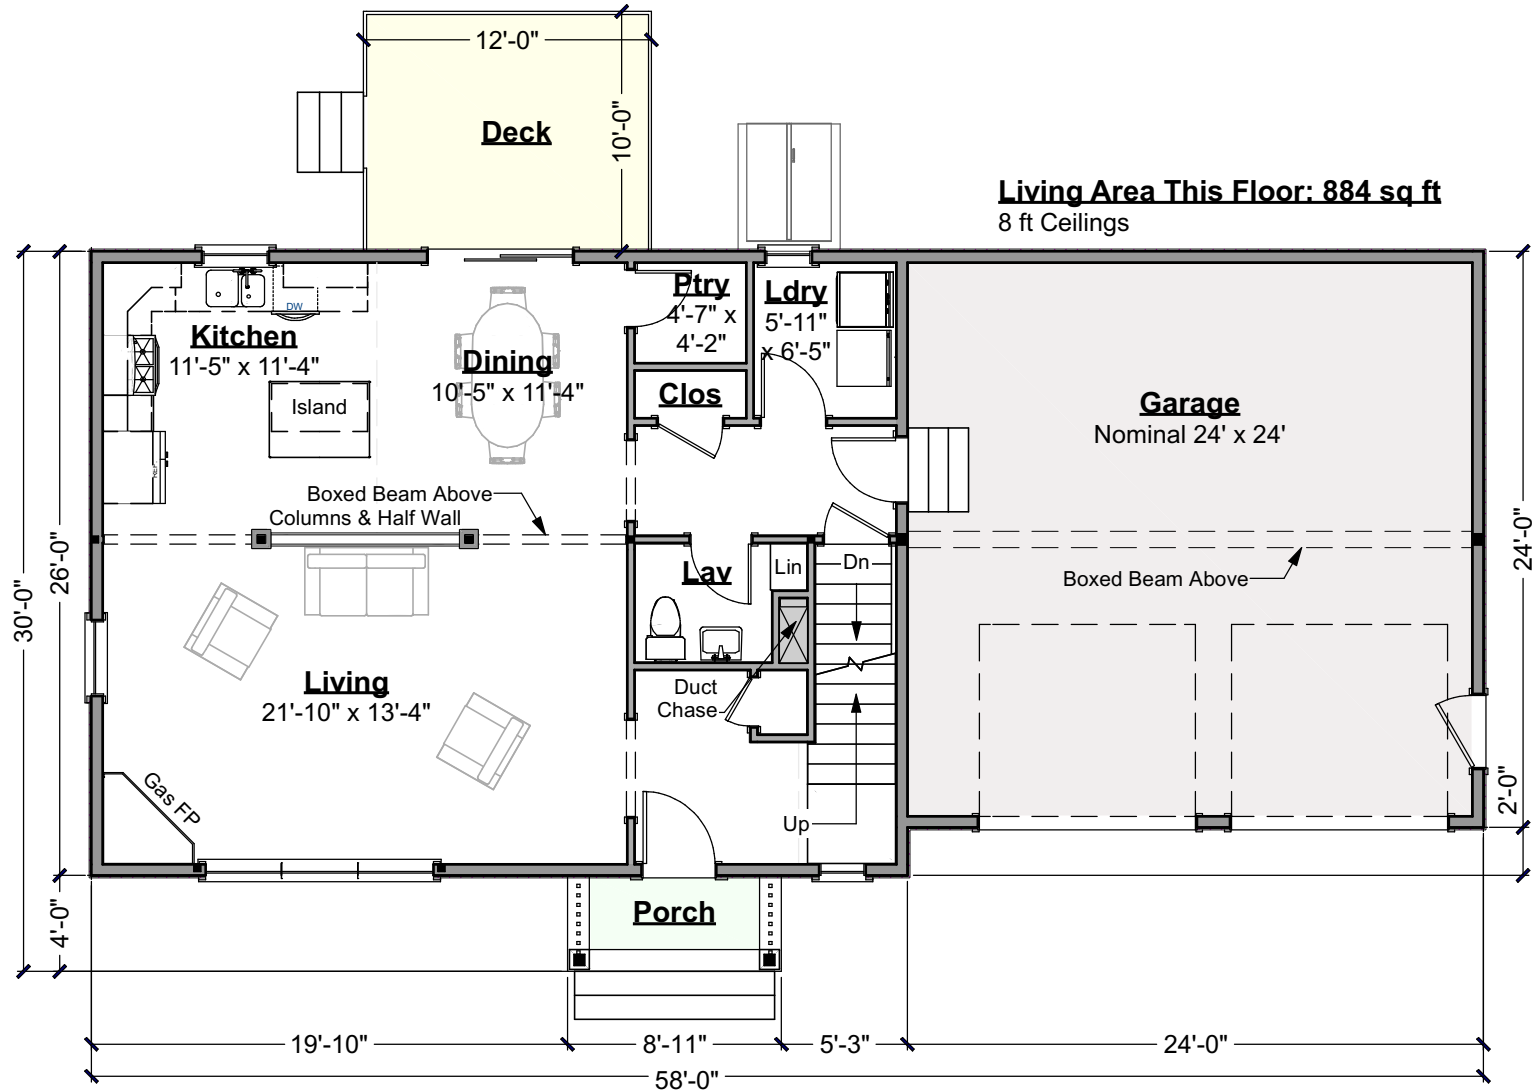 12'-0"
10'-0"
Deck
Living Area This Floor: 884 sq ft
8 ft Ceilings
Ptry
4'-7" x
4'-2"
Ldry
5'-11"
x 6'-5"
DW
Kitchen
11'-5" x 11'-4"
Dining
10'-5" x 11'-4"
Island
Clos
Garage
Nominal 24' x 24'
Ref
Boxed Beam Above
Columns & Half Wall
Lav
Lin
Dn
Boxed Beam Above
30'-0"
26'-0"
24'-0"
Living
21'-10" x 13'-4"
Duct
Chase
Gas FP
Up
2'-0"
4'-0"
Porch
19'-10"
8'-11"
5'-3"
24'-0"
58'-0"